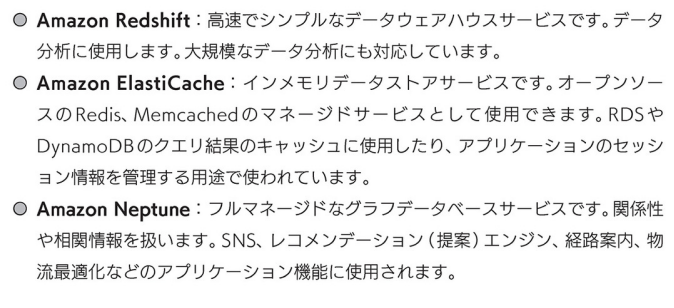 ● Amazon Redshift：高速でシンプルなデータウェアハウスサービスです。データ
分析に使用します。大規模なデータ分析にも対応しています。
● Amazon ElastiCache：インメモリデータストアサービスです。オープンソー
スのRedis、Memcachedのマネージドサービスとして使用できます。RDSや
DynamoDBのクエリ結果のキャッシュに使用したり、アプリケーションのセッシ
ョン情報を管理する用途で使われています。
● Amazon Neptune：フルマネージドなグラフデータベースサービスです。関係性
や相関情報を扱います。SNS、レコメンデーション（提案）エンジン、経路案内、物
流最適化などのアプリケーション機能に使用されます。